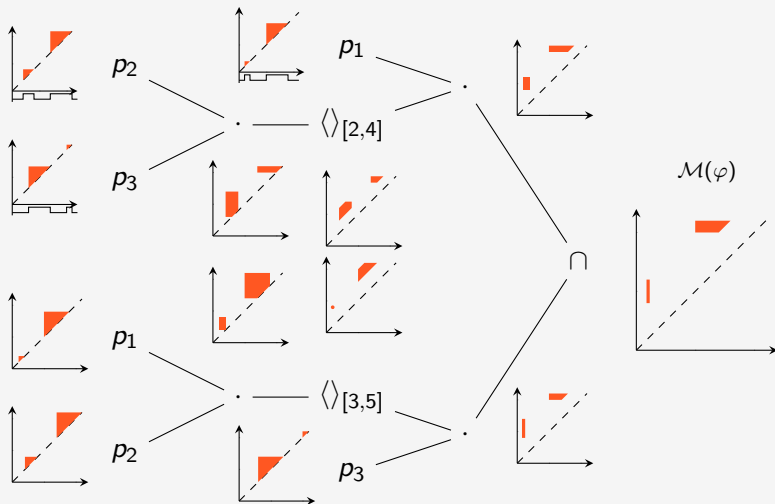 p₁
p₂
·
⟨⟩[2,4]
·
p₃
M(φ)
∩
p₁
·
⟨⟩[3,5]
·
p₂
p₃